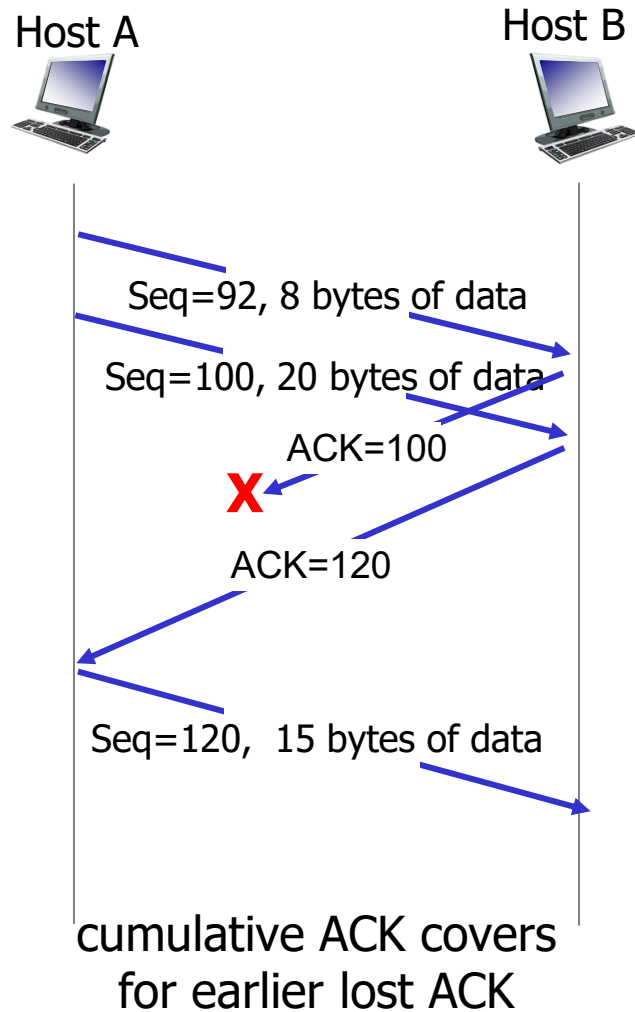 Host A
Host B
Seq=92, 8 bytes of data
Seq=100, 20 bytes of data
ACK=100
X
ACK=120
Seq=120, 15 bytes of data
cumulative ACK covers
for earlier lost ACK